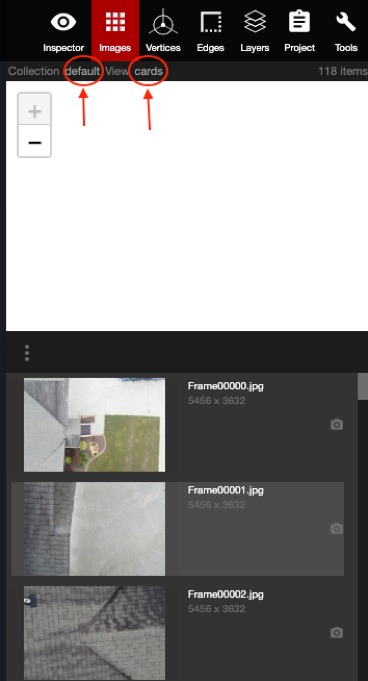 Inspector Images Vertices Edges Layers Project Tools
Collection default View cards 118 items
+
−
Frame00000.jpg
5456 x 3632
Frame00001.jpg
5456 x 3632
Frame00002.jpg
5456 x 3632